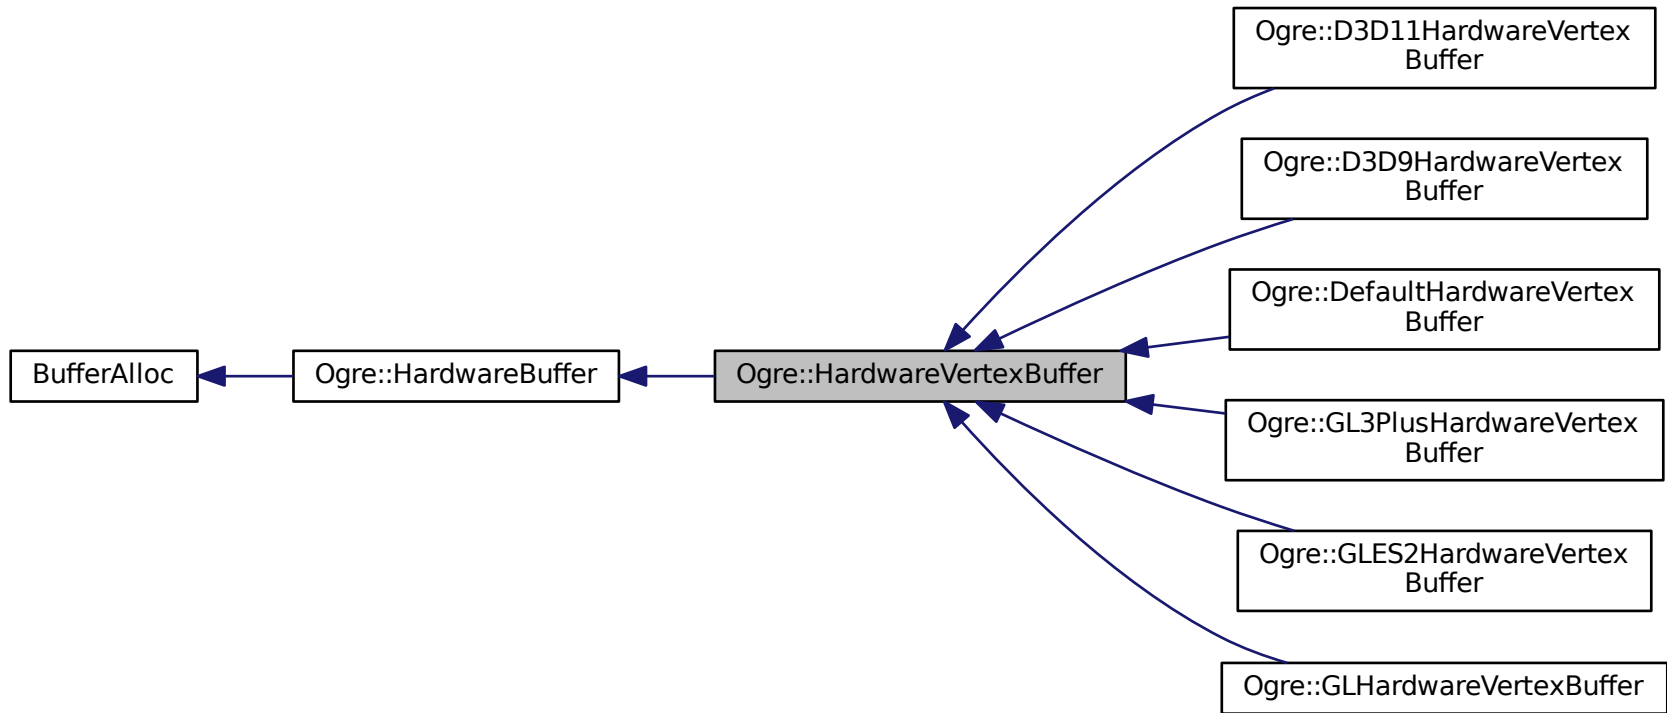 BufferAlloc
Ogre::HardwareBuffer
Ogre::HardwareVertexBuffer
Ogre::D3D11HardwareVertex
Buffer
Ogre::D3D9HardwareVertex
Buffer
Ogre::DefaultHardwareVertex
Buffer
Ogre::GL3PlusHardwareVertex
Buffer
Ogre::GLES2HardwareVertex
Buffer
Ogre::GLHardwareVertexBuffer